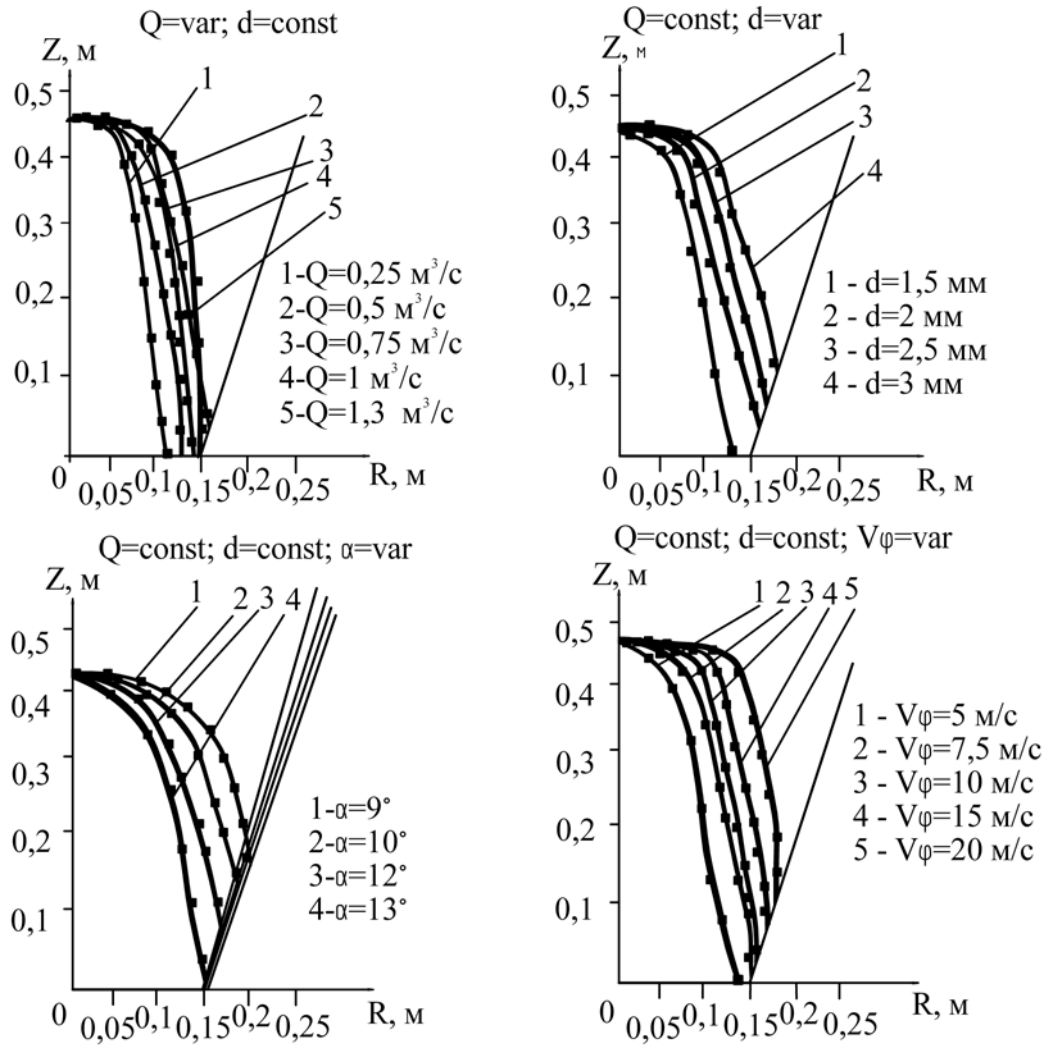 Q=var; d=const
Z, м
0,5
0,4
0,3
0,2
0,1
0
0,05
0,1
0,15
0,2
0,25
R, м
1
2
3
4
5
1-Q=0,25 м³/с
2-Q=0,5 м³/с
3-Q=0,75 м³/с
4-Q=1 м³/с
5-Q=1,3 м³/с
Q=const; d=var
Z, м
0,5
0,4
0,3
0,2
0,1
0
0,05
0,1
0,15
0,2
0,25
R, м
1
2
3
4
1 - d=1,5 мм
2 - d=2 мм
3 - d=2,5 мм
4 - d=3 мм
Q=const; d=const; α=var
Z, м
0,5
0,4
0,3
0,2
0,1
0
0,05
0,1
0,15
0,2
0,25
R, м
1
2
3
4
1-α=9°
2-α=10°
3-α=12°
4-α=13°
Q=const; d=const; Vφ=var
Z, м
0,5
0,4
0,3
0,2
0,1
0
0,05
0,1
0,15
0,2
0,25
R, м
1
2
3
4
5
1 - Vφ=5 м/с
2 - Vφ=7,5 м/с
3 - Vφ=10 м/с
4 - Vφ=15 м/с
5 - Vφ=20 м/с